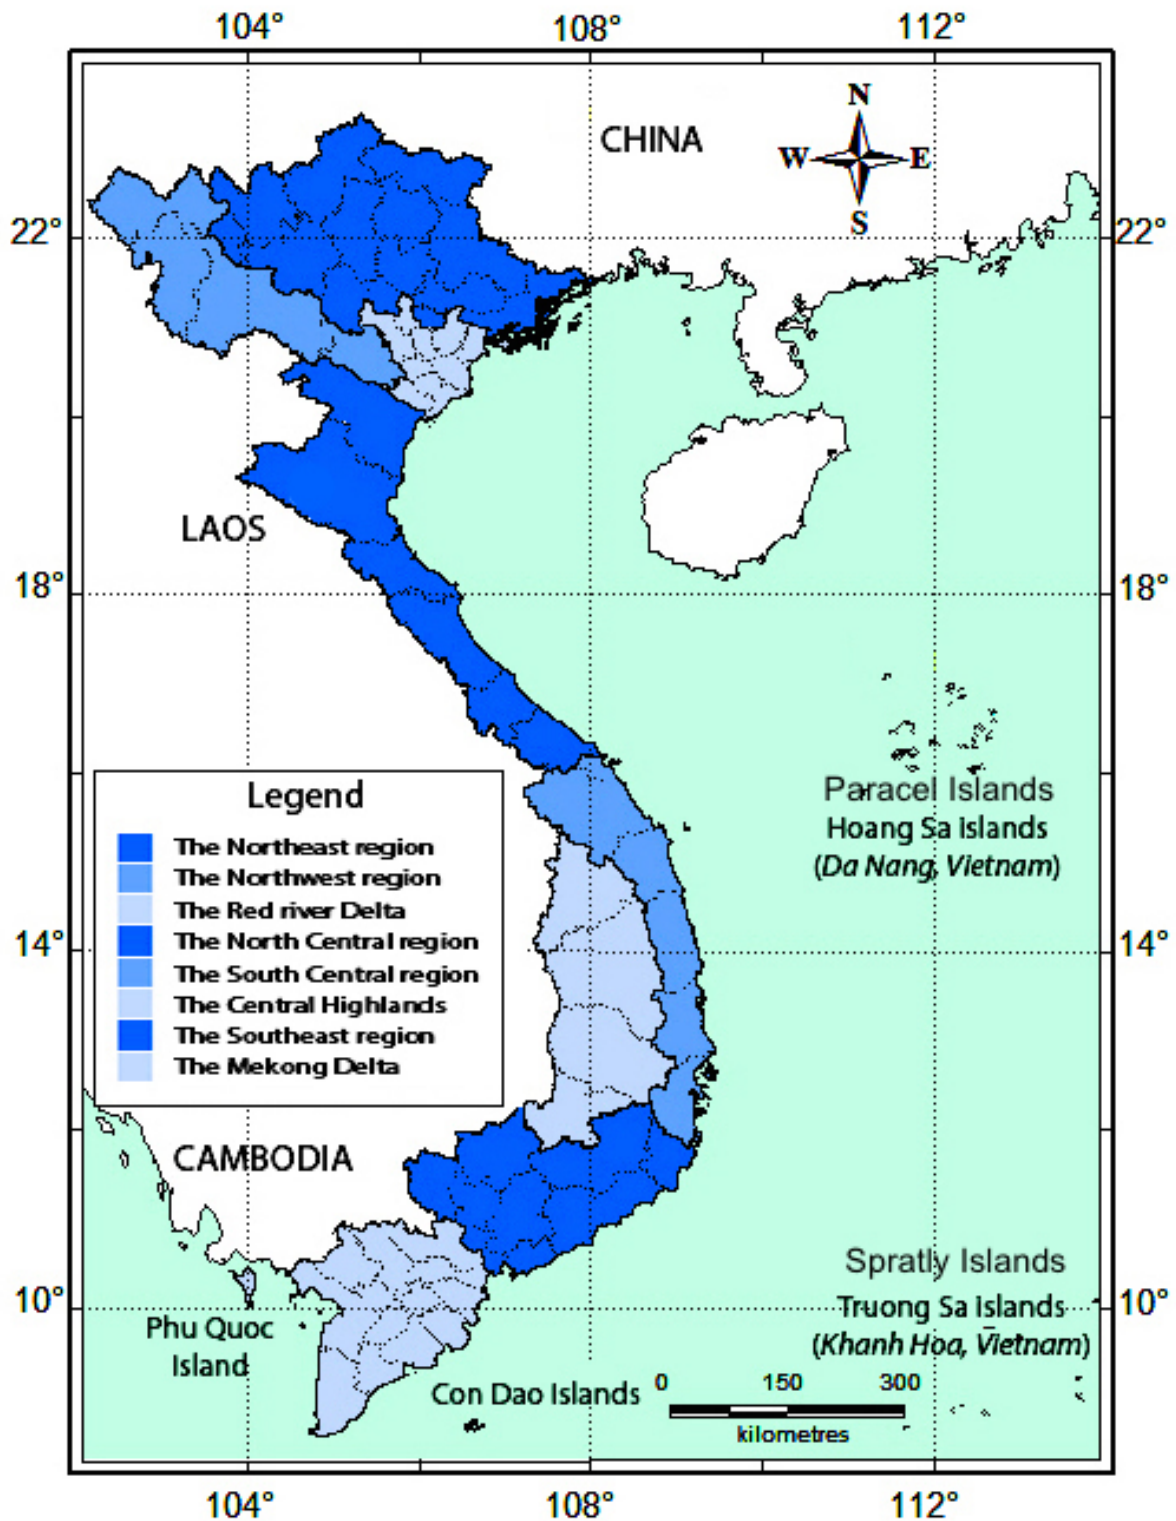 104°
108°
112°
N
W
E
S
CHINA
22°
22°
LAOS
18°
18°
Paracel Islands
Hoang Sa islands
(Da Nang, Vietnam)
Legend
The Northeast region
The Northwest region
The Red river Delta
The North Central region
The South Central region
The Central Highlands
The Southeast region
The Mekong Delta
14°
14°
CAMBODIA
Spratly Islands
Truong Sa islands
(Khanh Hoa, Vietnam)
10°
10°
Phu Quoc
Island
Con Dao Islands
0
150
300
kilometres
104°
108°
112°